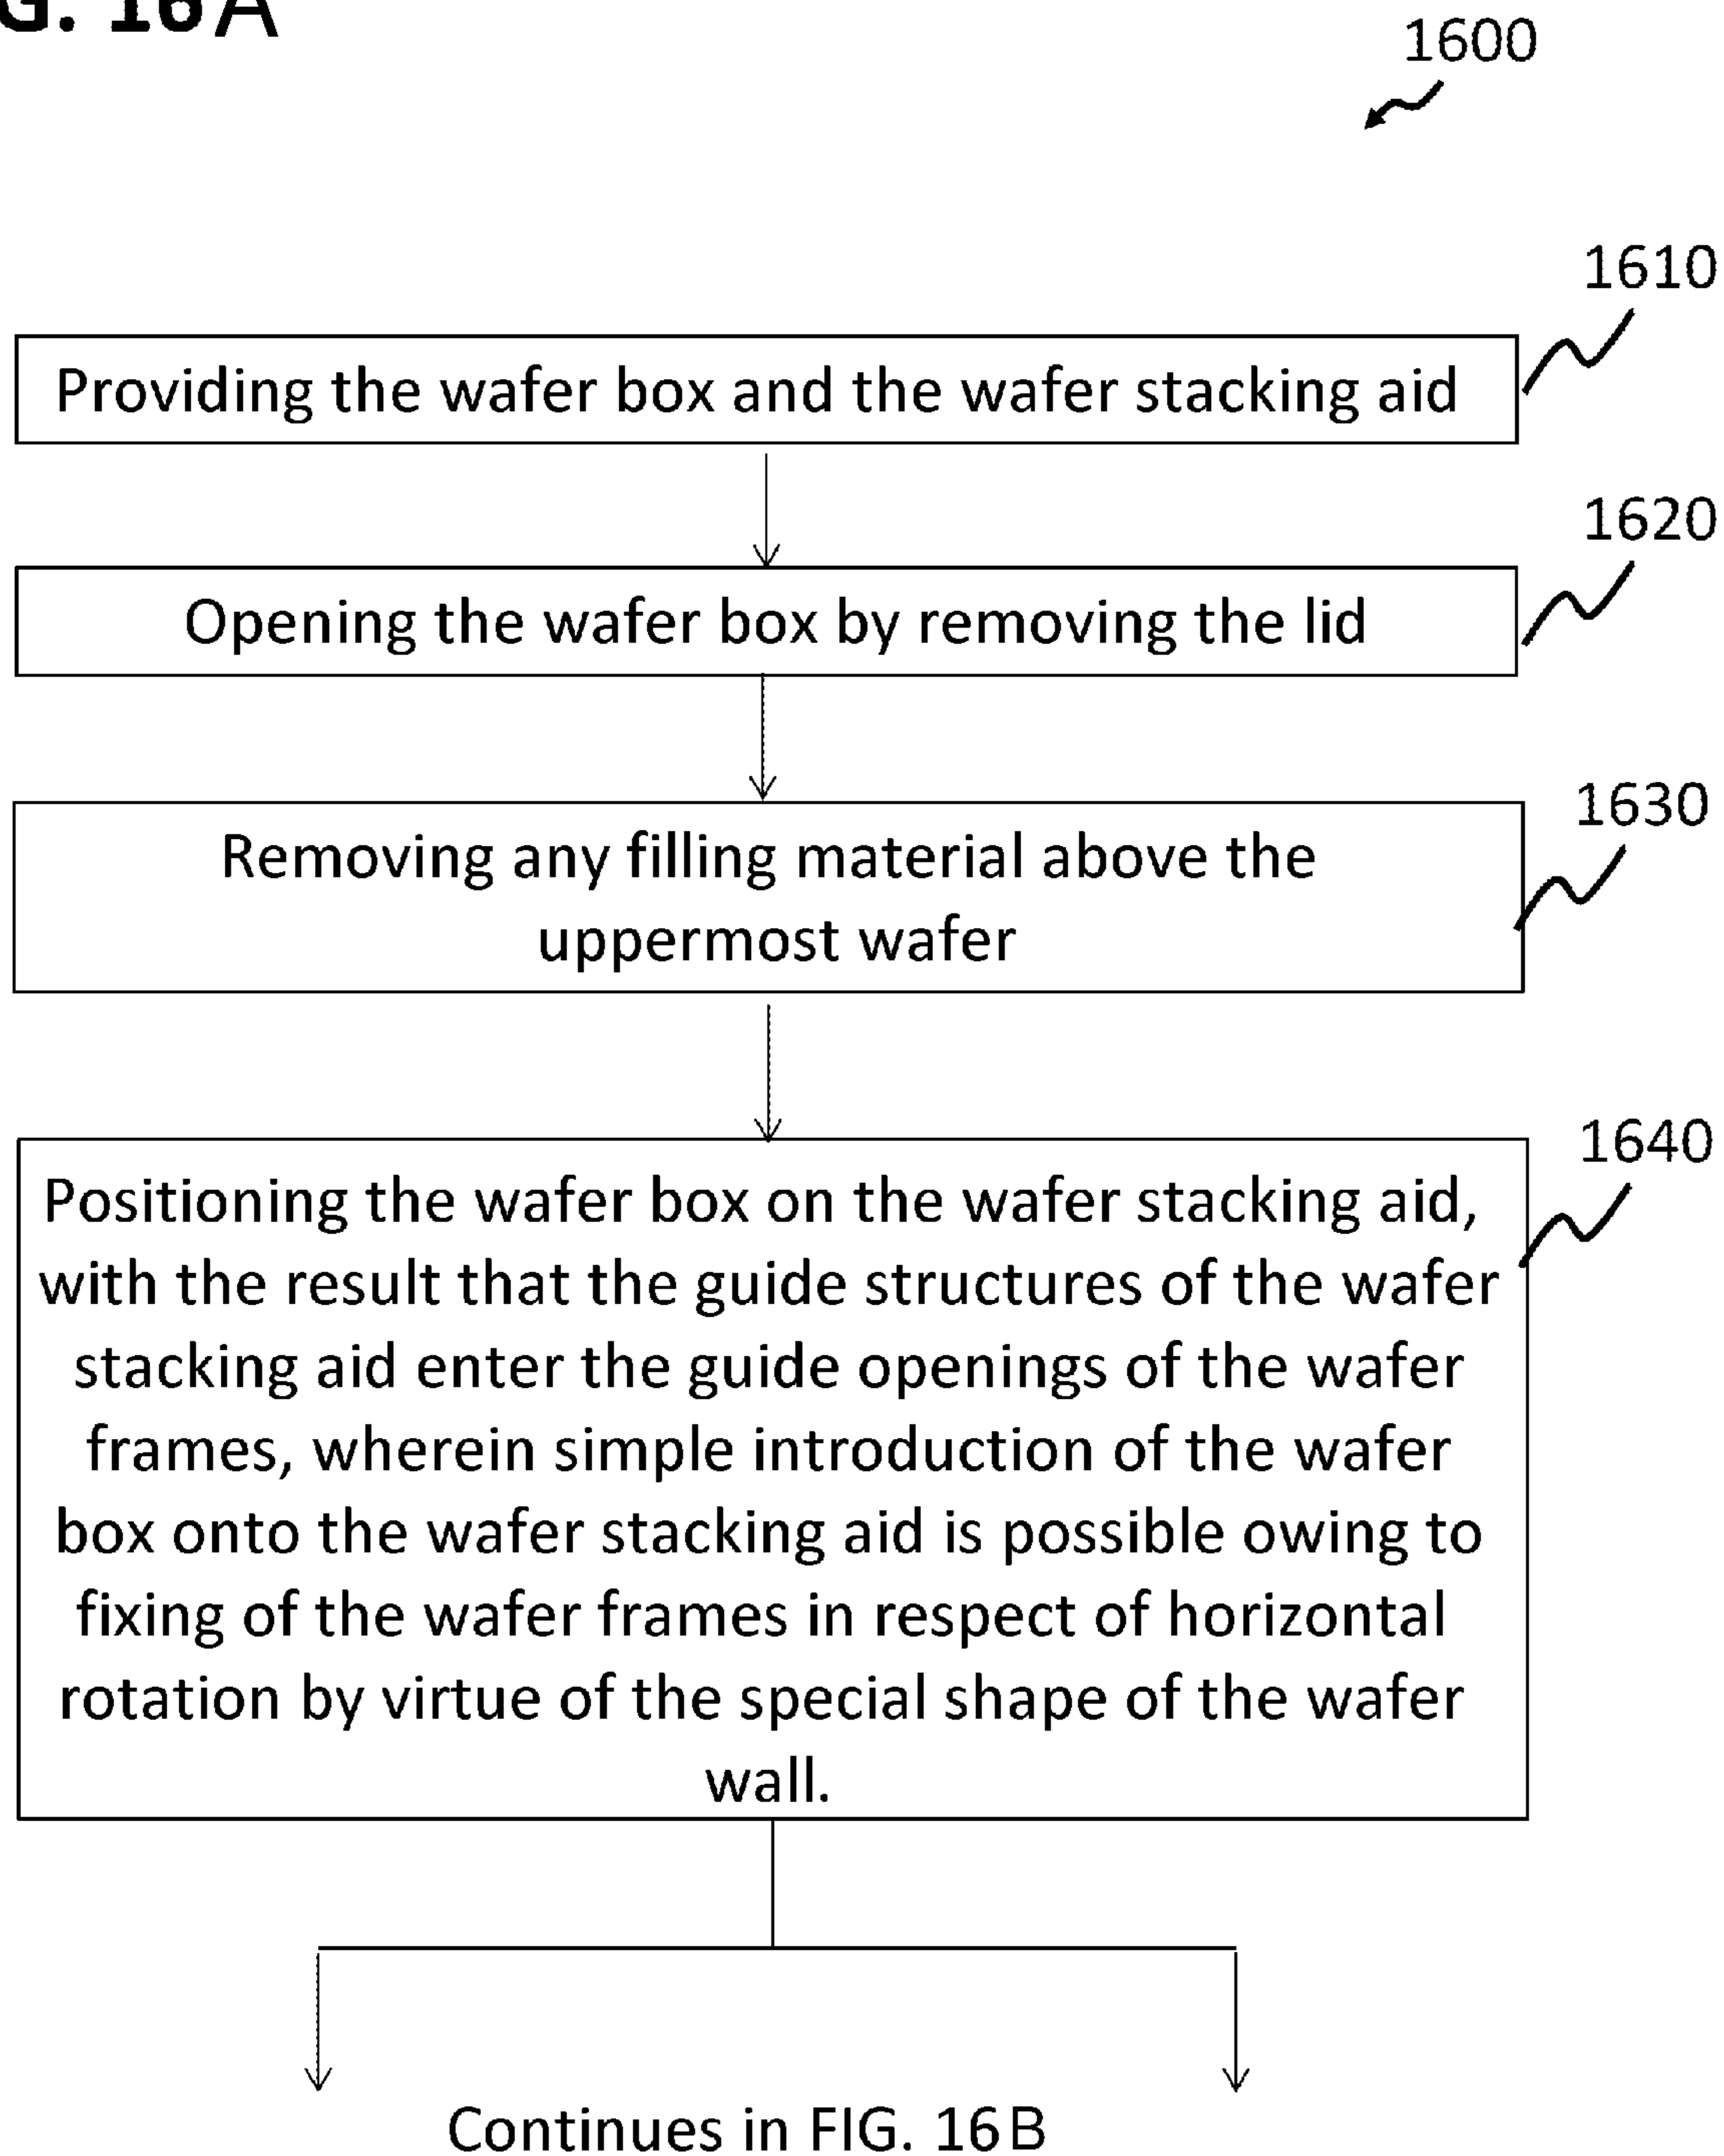 G. 16A
1600
1610
Providing the wafer box and the wafer stacking aid
1620
Opening the wafer box by removing the lid
1630
Removing any filling material above the
uppermost wafer
1640
Positioning the wafer box on the wafer stacking aid,
with the result that the guide structures of the wafer
stacking aid enter the guide openings of the wafer
frames, wherein simple introduction of the wafer
box onto the wafer stacking aid is possible owing to
fixing of the wafer frames in respect of horizontal
rotation by virtue of the special shape of the wafer
wall.
Continues in FIG. 16B